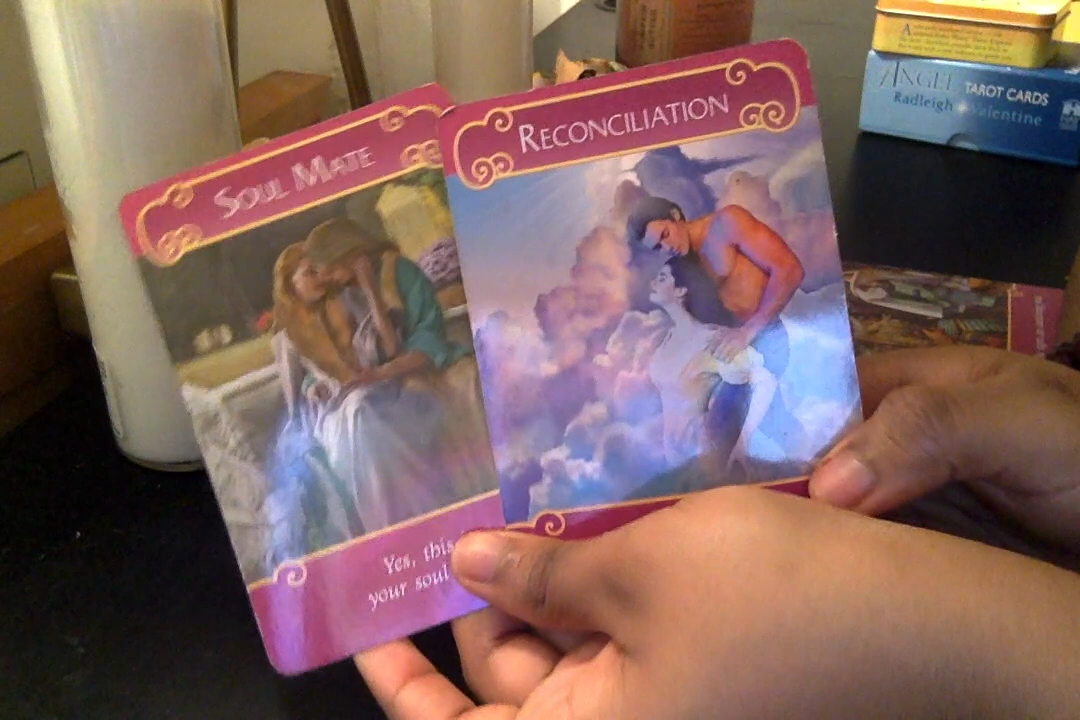 SOUL MATE
RECONCILIATION
Yes, this
your soul
ANGEL TAROT CARDS
Radleigh Valentine